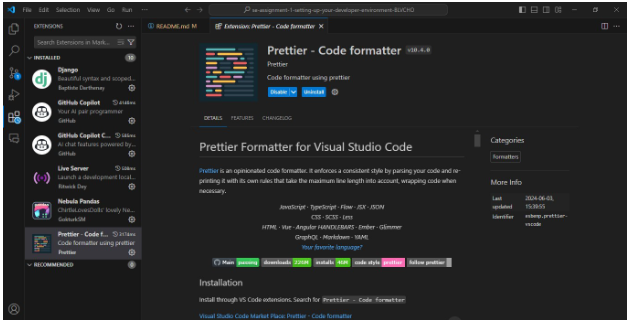 File Edit Selection View Go Run ...
se-assignment-1-setting-up-your-developer-environment-BUCHO
EXTENSIONS
Search Extensions in Mark...
INSTALLED 10
Django
Beautiful syntax and scoped...
Baptiste Darthenay
GitHub Copilot
Your AI pair programmer
GitHub
GitHub Copilot C...
AI chat features powered by...
GitHub
Live Server
Launch a development local...
Ritwick Dey
Nebula Pandas
ChirttaLovesDolls' lovely Ne...
Prettier - Code f...
Code formatter using prettier
Prettier
RECOMMENDED
README.md M
Extension: Prettier - Code formatter
Prettier - Code formatter v10.4.0
Prettier
Code formatter using prettier
Disable Uninstall
DETAILS FEATURES CHANGELOG
Prettier Formatter for Visual Studio Code
Prettier is an opinionated code formatter. It enforces a consistent style by parsing your code and re-
printing it with its own rules that take the maximum line length into account, wrapping code when
necessary.
JavaScript · TypeScript · Flow · JSX · JSON
CSS · SCSS · Less
HTML · Vue · Angular HANDLEBARS · Ember · Glimmer
GraphQL · Markdown · YAML
Your favorite language?
Main passing downloads 225M installs 46M code style prettier follow prettier
Installation
Install through VS Code extensions. Search for Prettier - Code formatter
Visual Studio Code Market Place: Prettier - Code formatter
Categories
Formatters
More Info
Last updated 2024-06-03, 15:39:55
Identifier esbenp.prettier-vscode